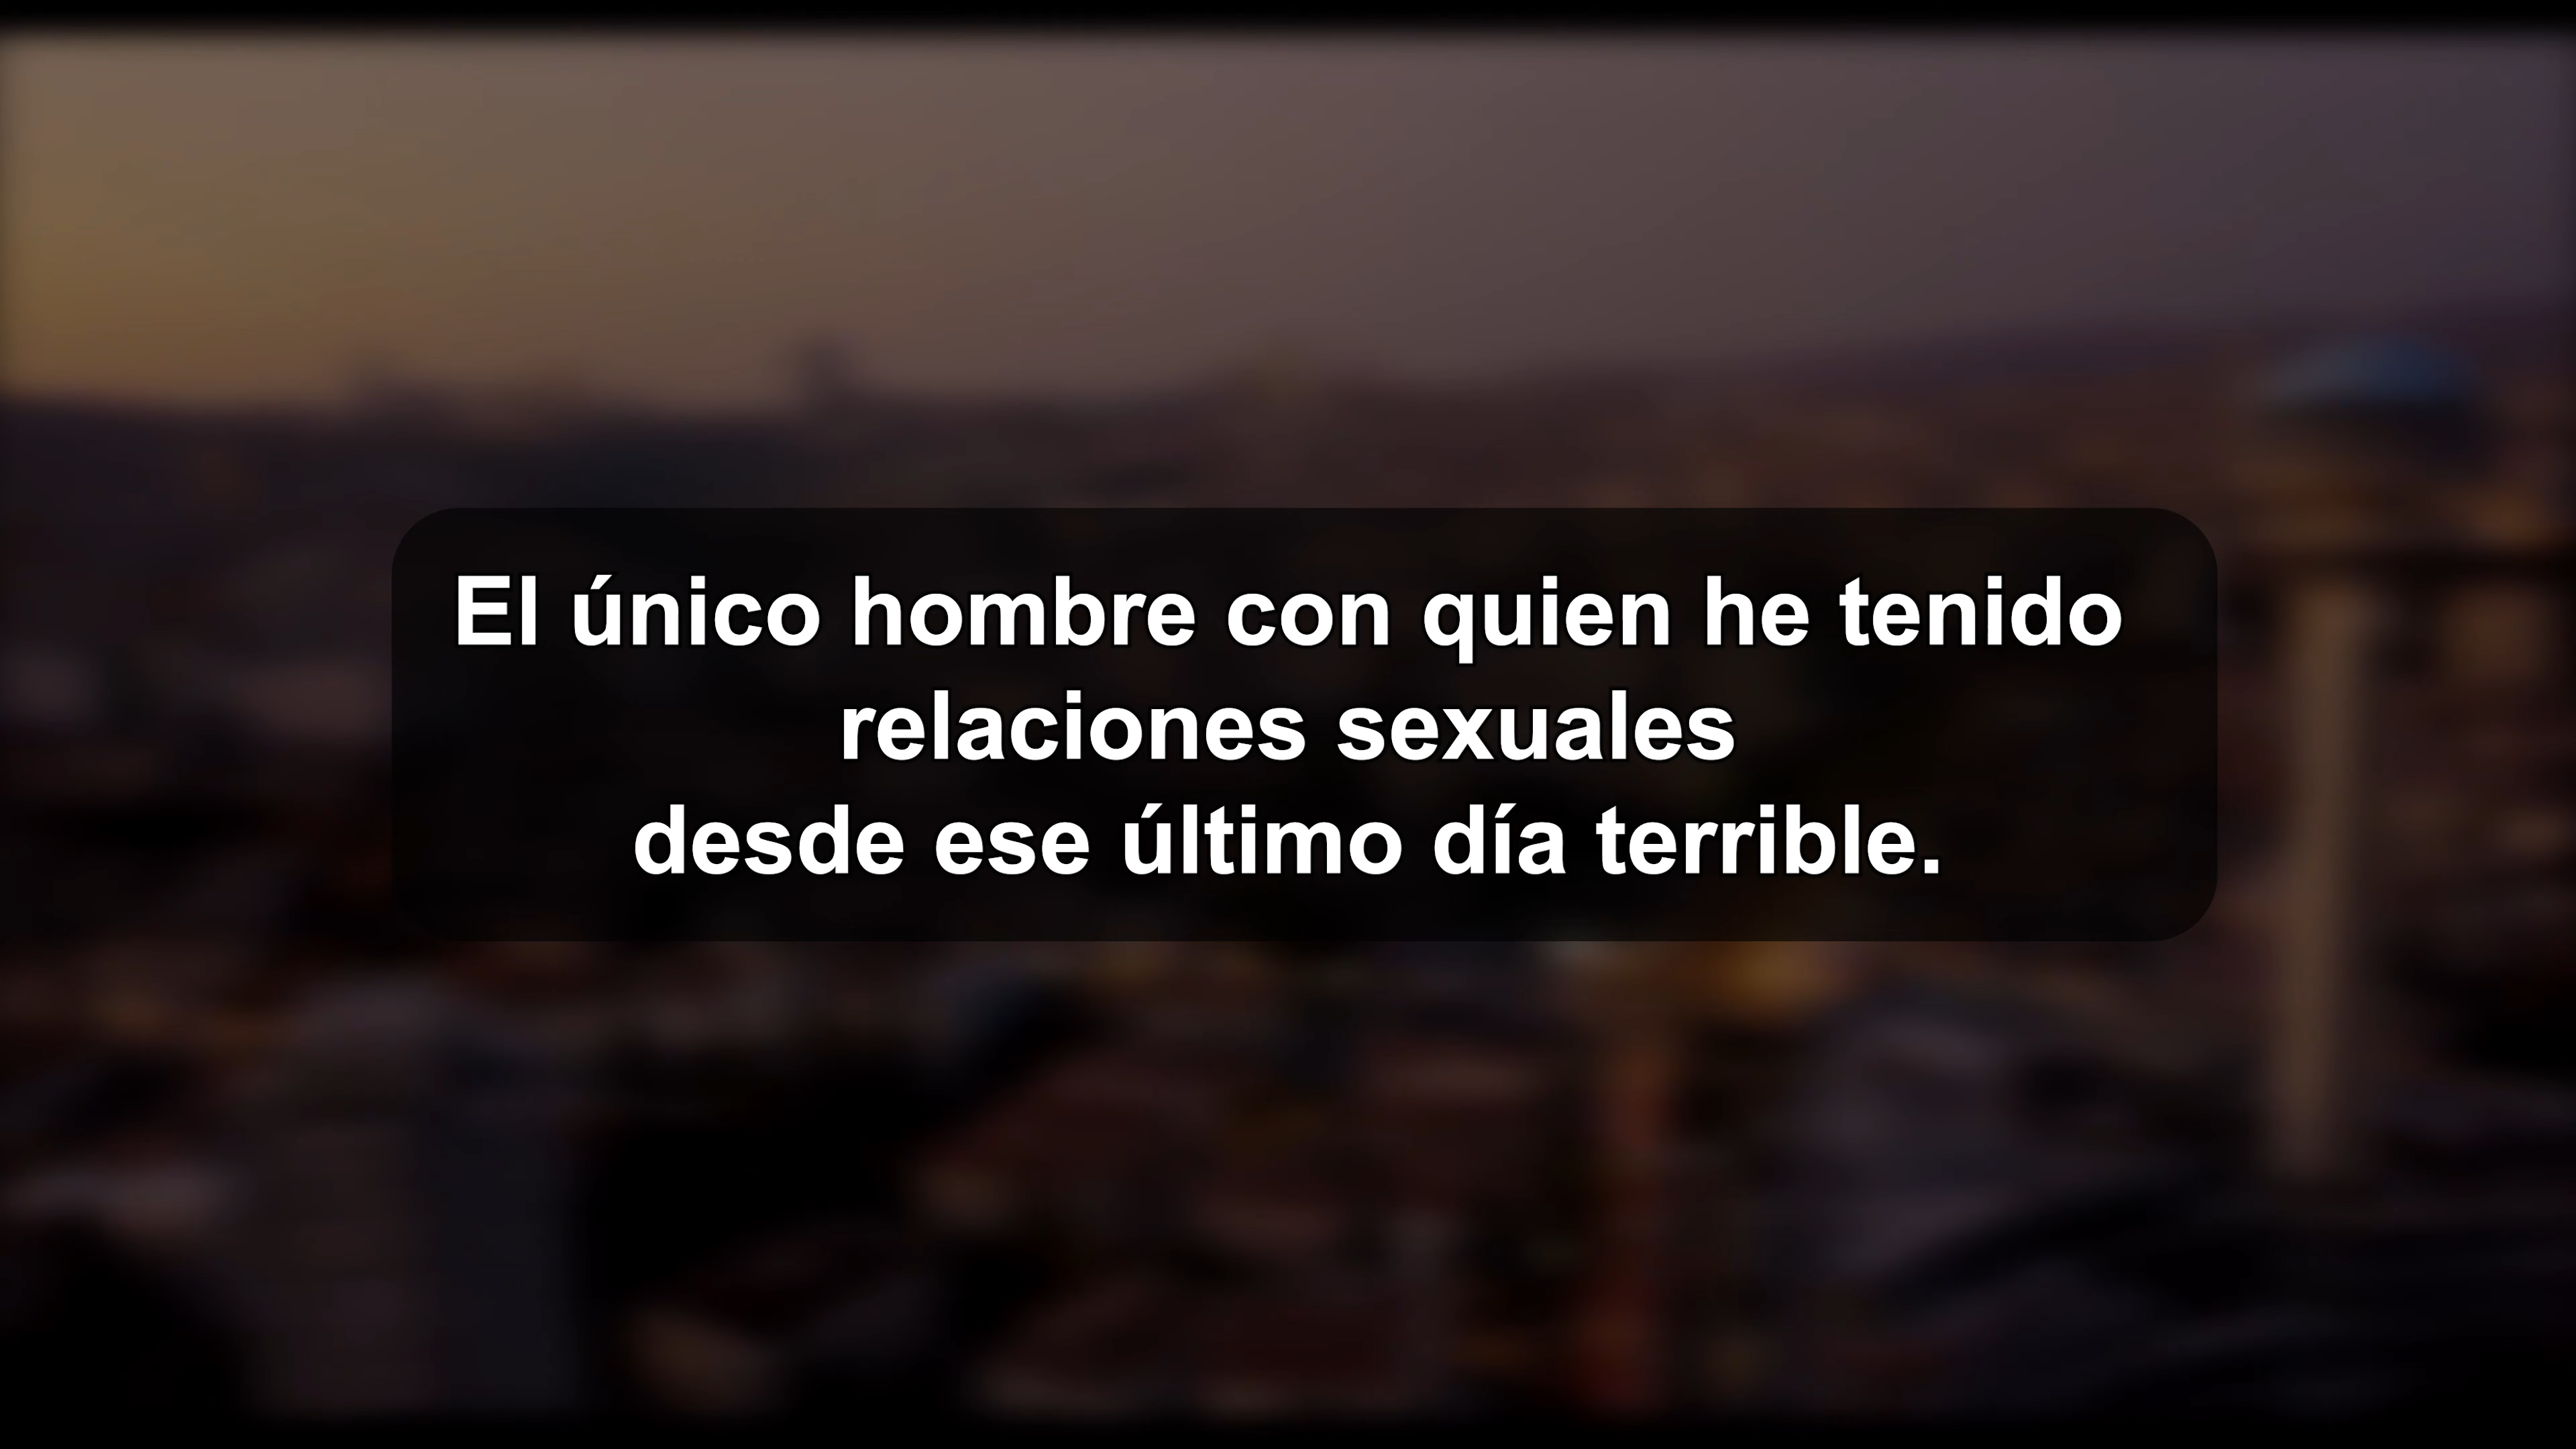 El único hombre con quien he tenido
relaciones sexuales
desde ese último día terrible.